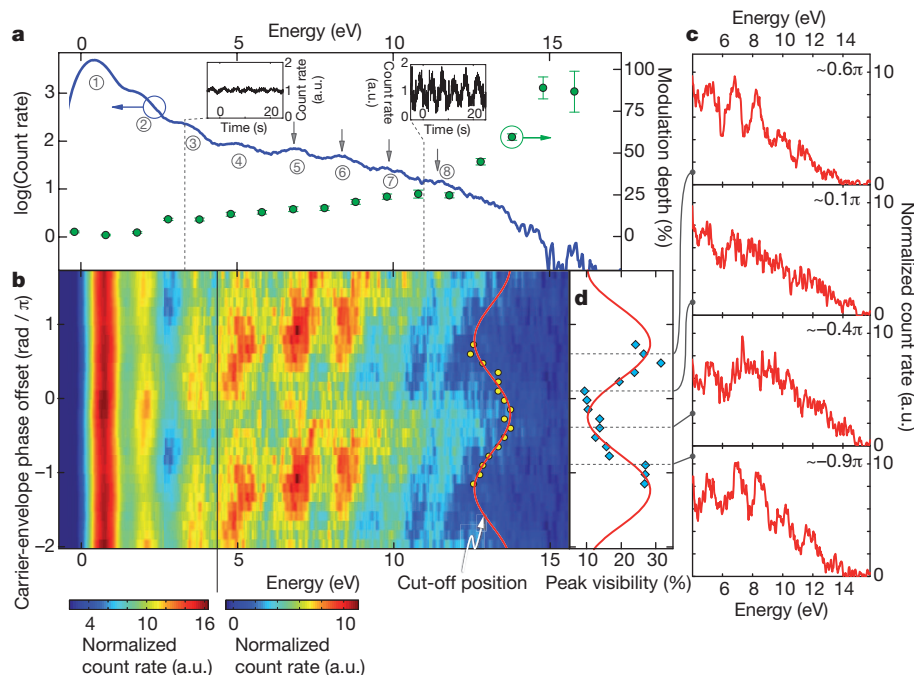 a
Energy (eV)
0 5 10 15
log(Count rate)
3
2
1
0
1 2 3 4 5 6 7 8
2
1
0
Count rate (a.u.)
0 20
Time (s)
Count rate (a.u.)
2
1
0
0 20
Time (s)
100
75
50
25
0
Modulation depth (%)
b
Carrier-envelope phase offset (rad / π)
1
0
-1
-2
0 5 10 15
Energy (eV)
Cut-off position
4 10 16
Normalized count rate (a.u.)
0 10
Normalized count rate (a.u.)
d
10 20 30
Peak visibility (%)
c
Energy (eV)
6 8 10 12 14
~0.6π
10
0
~0.1π
10
0
~−0.4π
10
0
~−0.9π
10
0
Normalized count rate (a.u.)
6 8 10 12 14
Energy (eV)